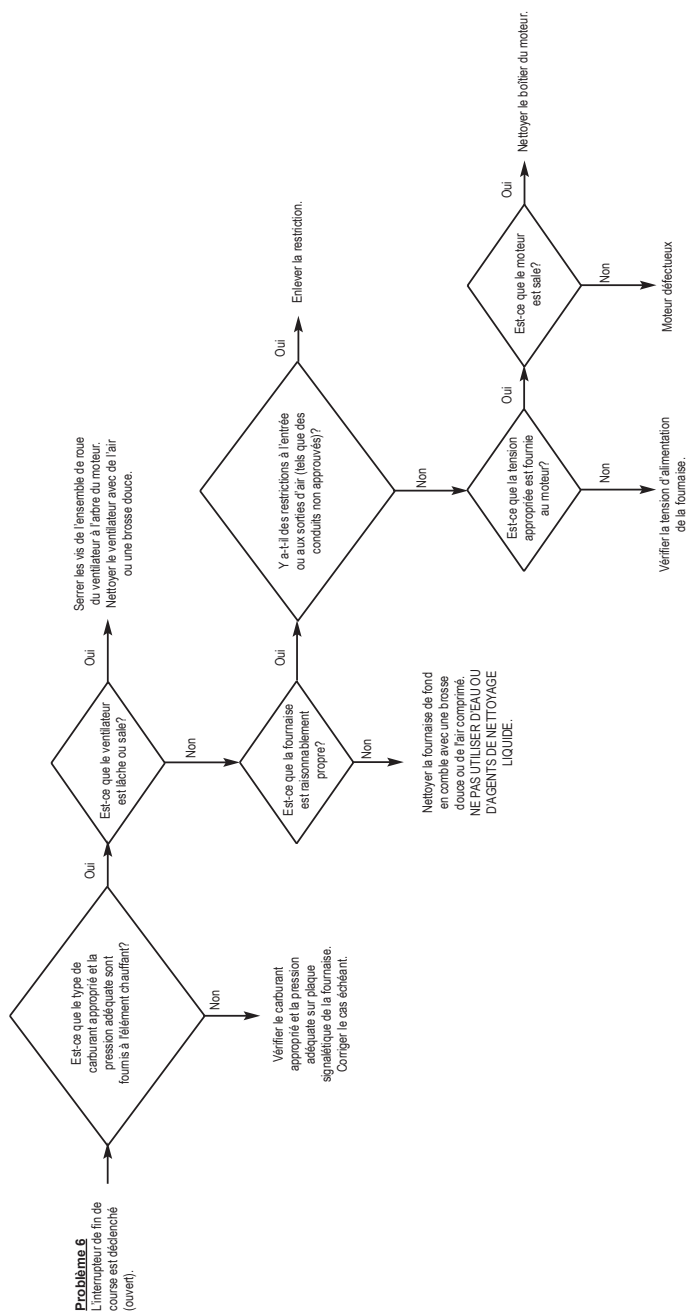 Problème 6
L'interrupteur de fin de
course est déclenché
(ouvert).
Est-ce que le type de
carburant approprié et la
pression adéquate sont
fournis à l'élément chauffant?
Oui
Non
Vérifier le carburant
approprié et la pression
adéquate sur plaque
signalétique de la fournaise.
Corriger le cas échéant.
Est-ce que le ventilateur
est lâche ou sale?
Oui
Serrer les vis de l'ensemble de roue
du ventilateur à l'arbre du moteur.
Nettoyer le ventilateur avec de l'air
ou une brosse douce.
Non
Est-ce que la fournaise
est raisonnablement
propre?
Oui
Non
Nettoyer la fournaise de fond
en comble avec une brosse
douce ou de l'air comprimé.
NE PAS UTILISER D'EAU OU
D'AGENTS DE NETTOYAGE
LIQUIDE.
Y a-t-il des restrictions à l'entrée
ou aux sorties d'air (tels que des
conduits non approuvés)?
Oui
Enlever la restriction.
Non
Est-ce que la tension
appropriée est fournie
au moteur?
Oui
Non
Vérifier la tension d'alimentation
de la fournaise.
Est-ce que le moteur
est sale?
Oui
Nettoyer le boîtier du moteur.
Non
Moteur défectueux